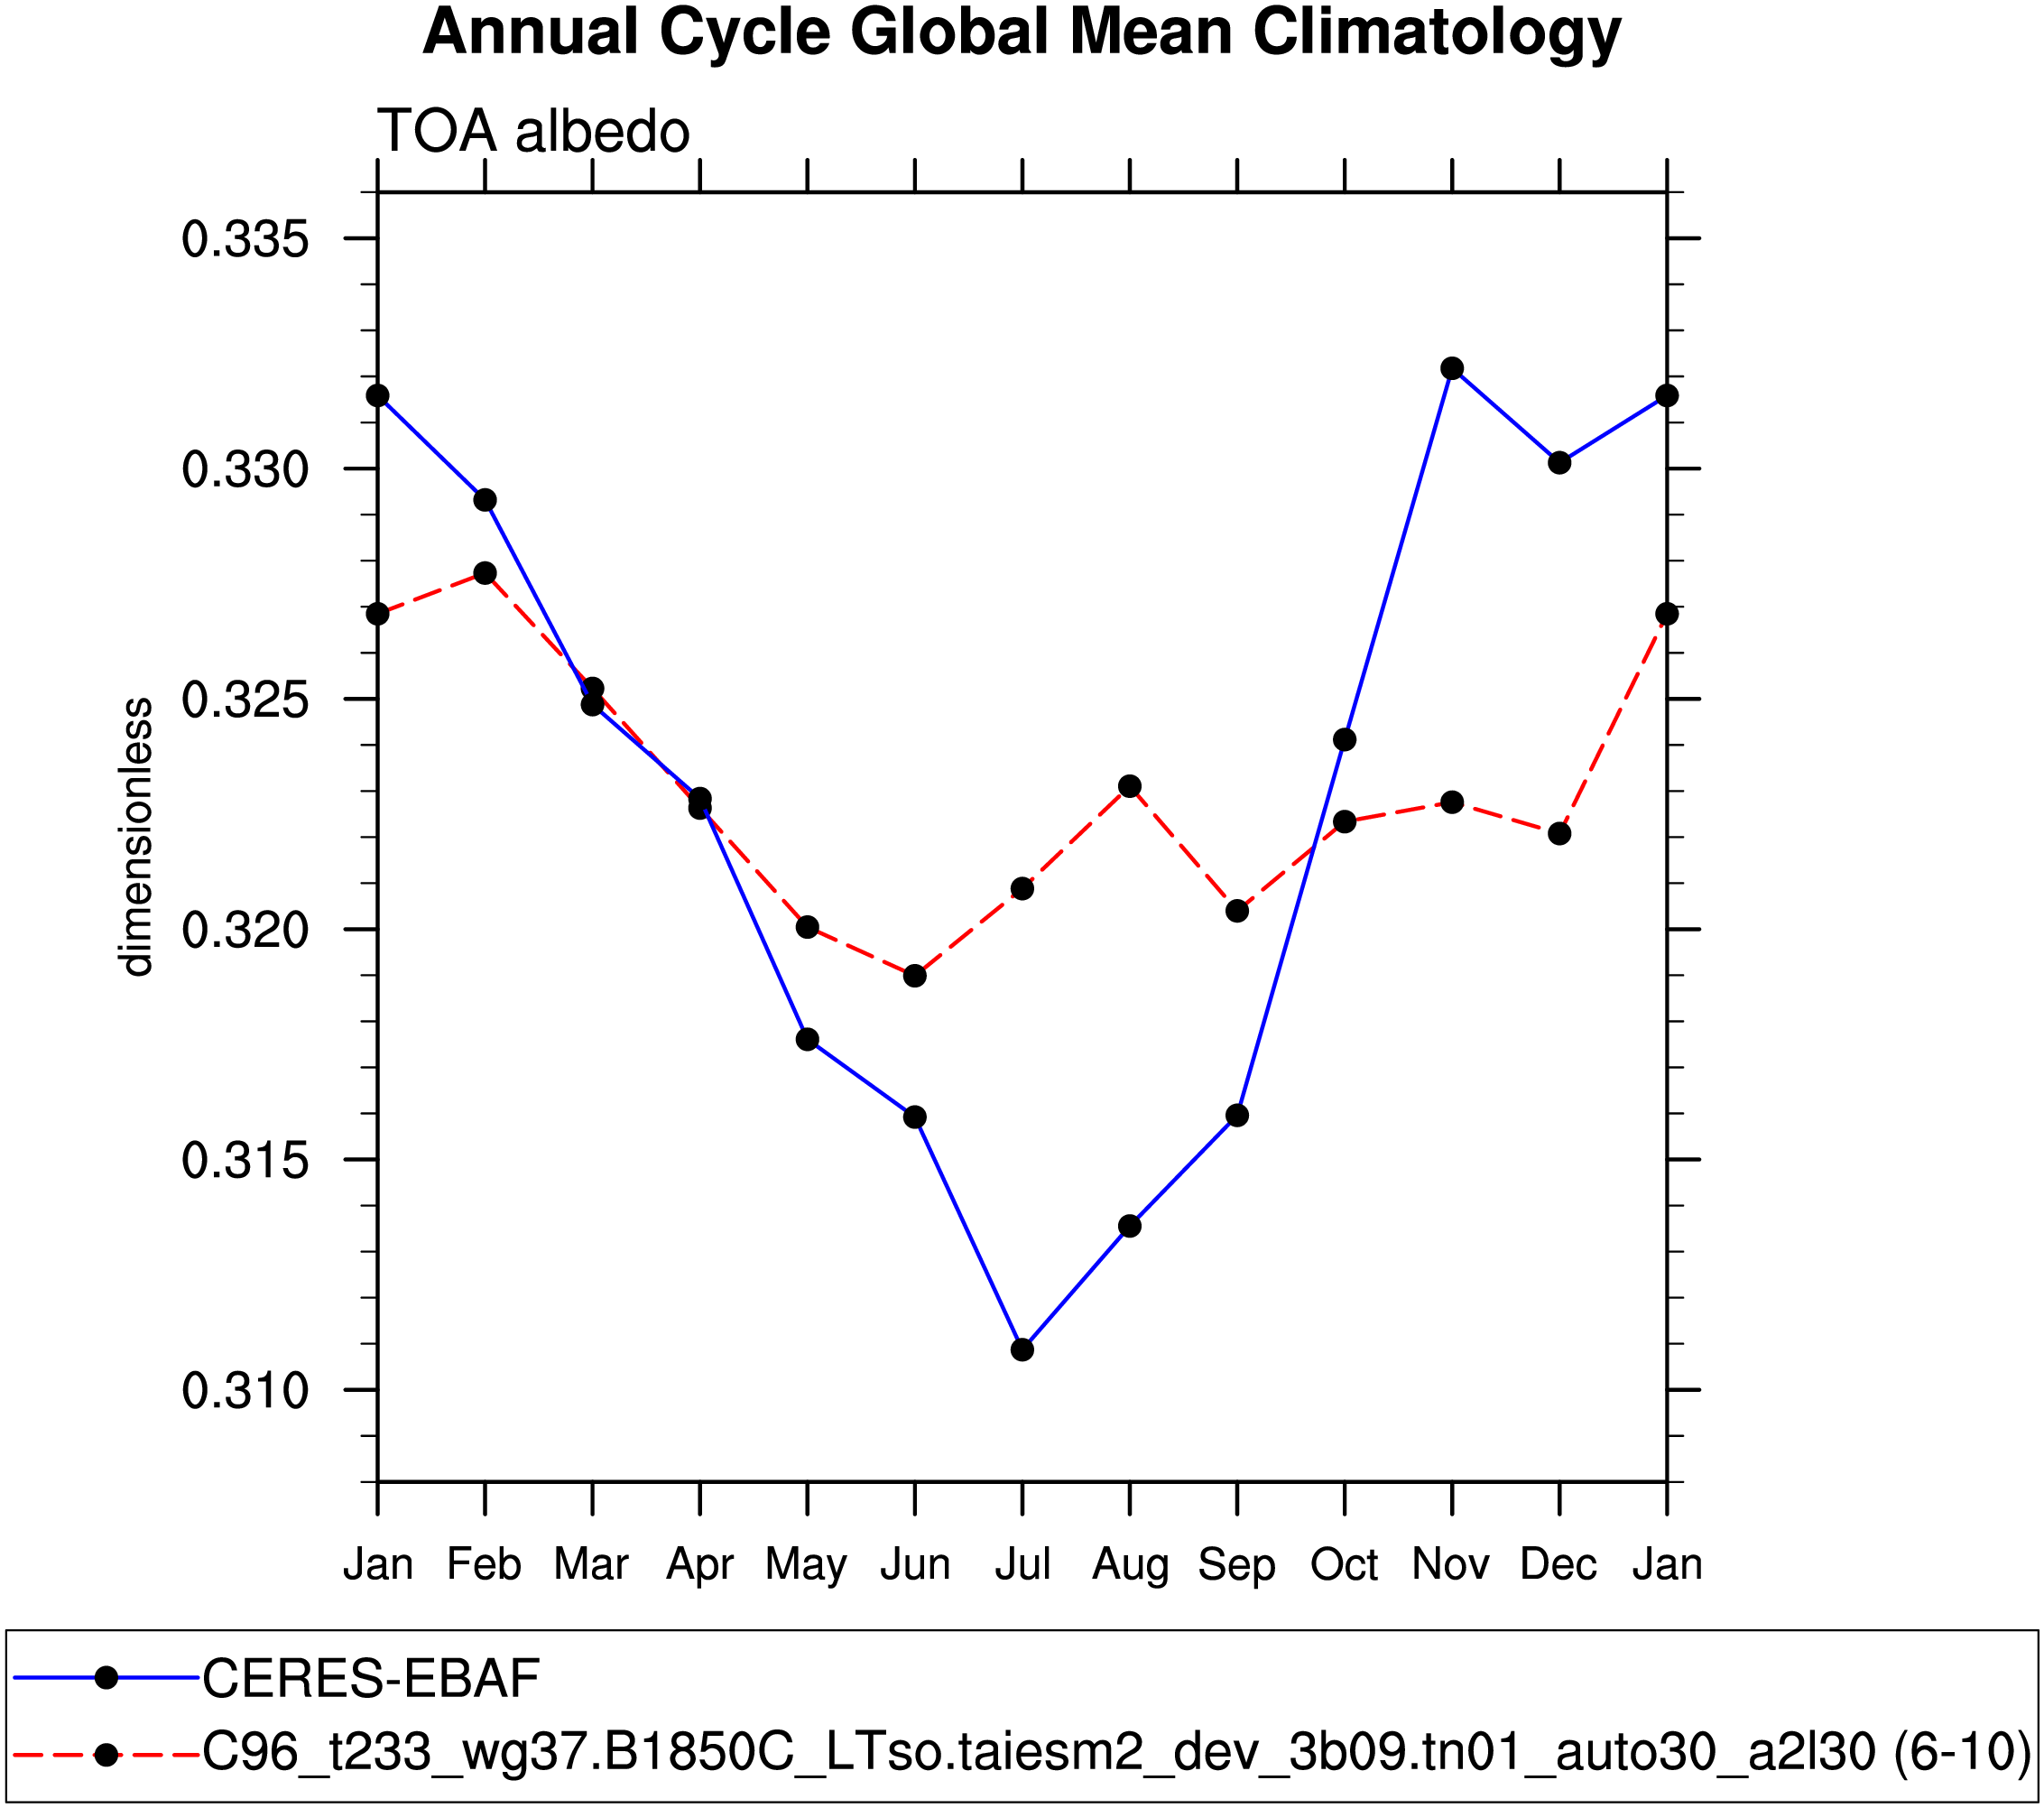 Annual Cycle Global Mean Climatology
TOA albedo
0.335
0.330
0.325
0.320
0.315
0.310
dimensionless
Jan Feb Mar Apr May Jun Jul Aug Sep Oct Nov Dec Jan
CERES-EBAF
C96_t233_wg37.B1850C_LTso.taiesm2_dev_3b09.tn01_auto30_a2l30 (6-10)